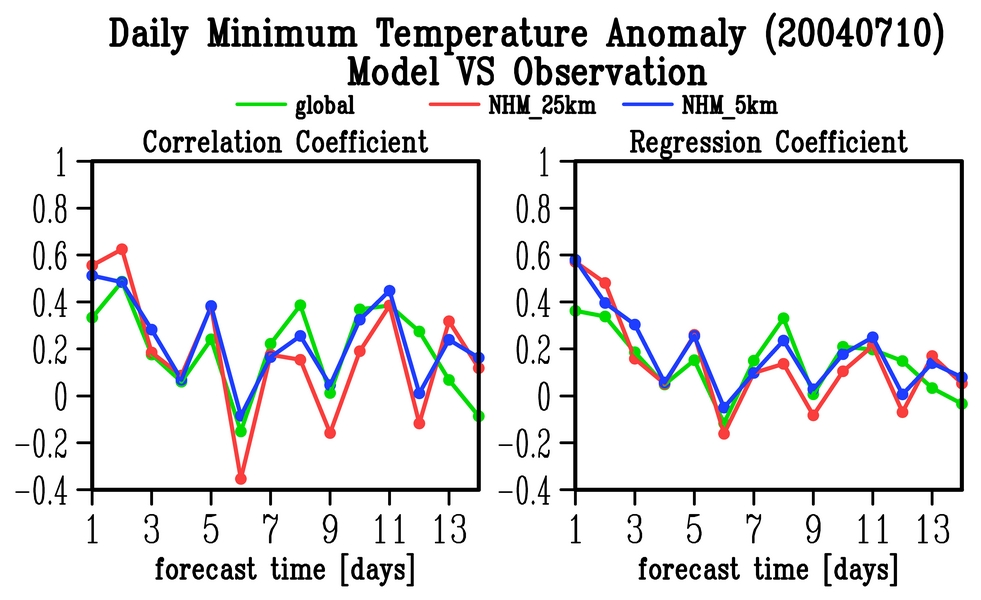 Daily Minimum Temperature Anomaly (20040710)
Model VS Observation
global NHM_25km NHM_5km
Correlation Coefficient
1
0.8
0.6
0.4
0.2
0
-0.2
-0.4
1 3 5 7 9 11 13
forecast time [days]
Regression Coefficient
1
0.8
0.6
0.4
0.2
0
-0.2
-0.4
1 3 5 7 9 11 13
forecast time [days]